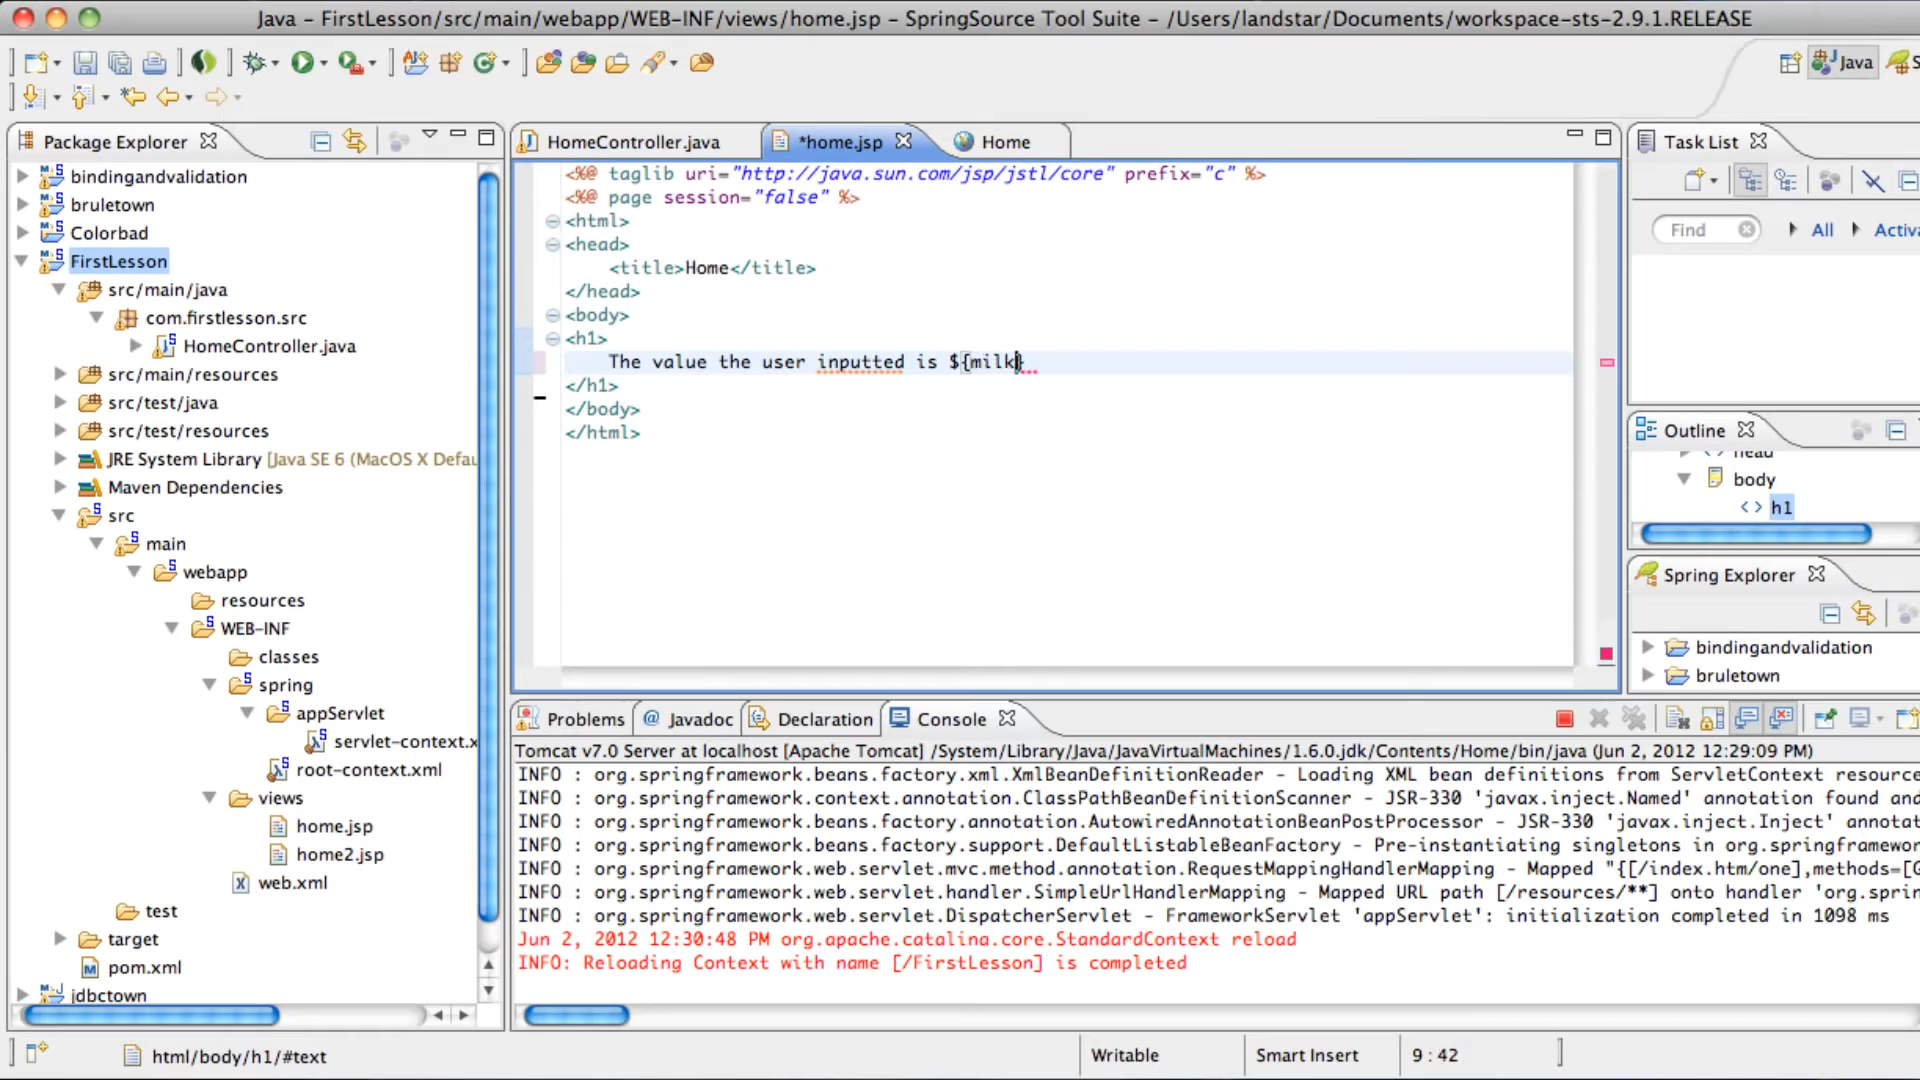 Java – FirstLesson/src/main/webapp/WEB-INF/views/home.jsp – SpringSource Tool Suite – /Users/landstar/Documents/workspace-sts-2.9.1.RELEASE
Java
Package Explorer
bindingandvalidation
bruletown
Colorbad
FirstLesson
src/main/java
com.firstlesson.src
HomeController.java
src/main/resources
src/test/java
src/test/resources
JRE System Library [Java SE 6 (MacOS X Defau
Maven Dependencies
src
main
webapp
resources
WEB-INF
classes
spring
appServlet
servlet-context.x
root-context.xml
views
home.jsp
home2.jsp
web.xml
test
target
pom.xml
jdbctown
HomeController.java
*home.jsp
Home
<%@ taglib uri="http://java.sun.com/jsp/jstl/core" prefix="c" %>
<%@ page session="false" %>
<html>
<head>
<title>Home</title>
</head>
<body>
<h1>
The value the user inputted is ${milk}
</h1>
</body>
</html>
Task List
Find
All
Activa
Outline
head
body
h1
Spring Explorer
bindingandvalidation
bruletown
Problems
Javadoc
Declaration
Console
Tomcat v7.0 Server at localhost [Apache Tomcat] /System/Library/Java/JavaVirtualMachines/1.6.0.jdk/Contents/Home/bin/java (Jun 2, 2012 12:29:09 PM)
INFO : org.springframework.beans.factory.xml.XmlBeanDefinitionReader - Loading XML bean definitions from ServletContext resource
INFO : org.springframework.context.annotation.ClassPathBeanDefinitionScanner - JSR-330 'javax.inject.Named' annotation found and
INFO : org.springframework.beans.factory.annotation.AutowiredAnnotationBeanPostProcessor - JSR-330 'javax.inject.Inject' annotat
INFO : org.springframework.beans.factory.support.DefaultListableBeanFactory - Pre-instantiating singletons in org.springframewor
INFO : org.springframework.web.servlet.mvc.method.annotation.RequestMappingHandlerMapping - Mapped "{[/index.htm/one],methods=[G
INFO : org.springframework.web.servlet.handler.SimpleUrlHandlerMapping - Mapped URL path [/resources/**] onto handler 'org.sprin
INFO : org.springframework.web.servlet.DispatcherServlet - FrameworkServlet 'appServlet': initialization completed in 1098 ms
Jun 2, 2012 12:30:48 PM org.apache.catalina.core.StandardContext reload
INFO: Reloading Context with name [/FirstLesson] is completed
html/body/h1/#text
Writable
Smart Insert
9 : 42